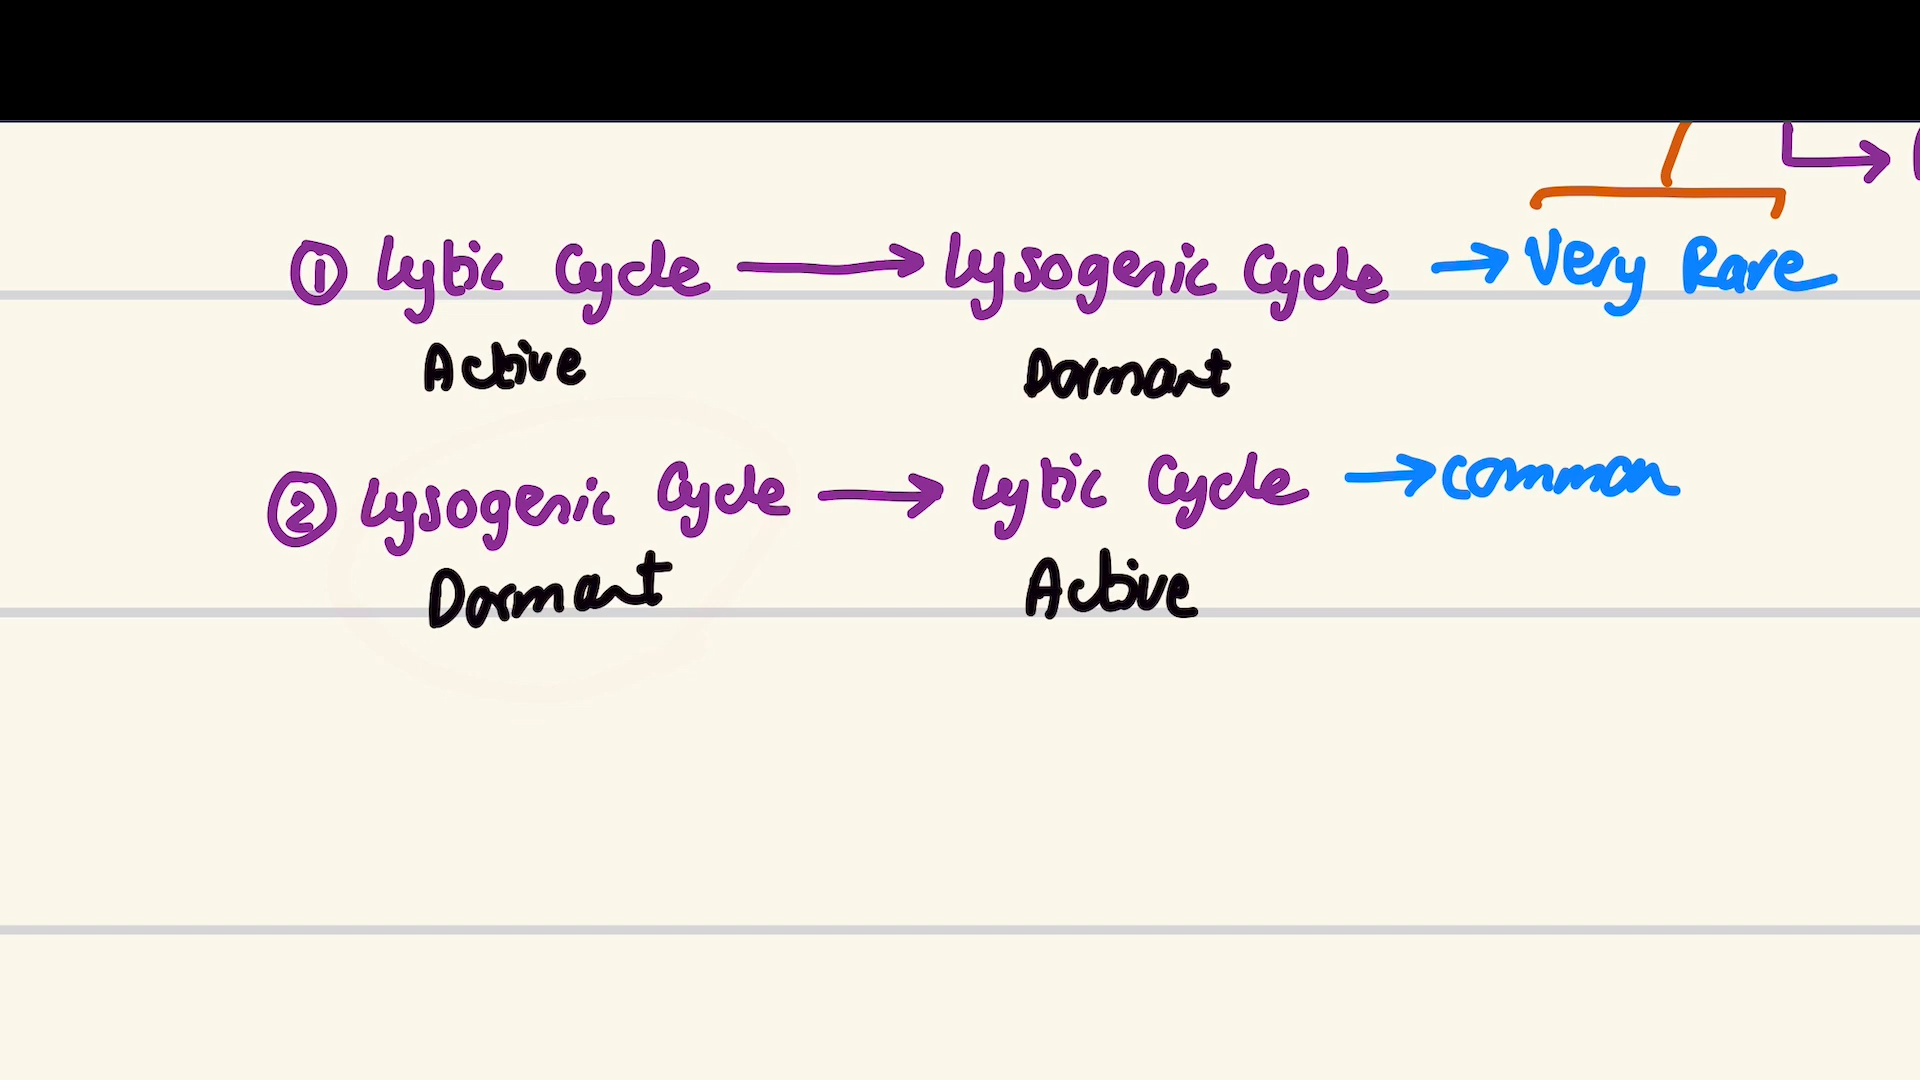 ① Lytic Cycle → Lysogenic Cycle → Very Rare
Active Dormant
② Lysogenic Cycle → Lytic Cycle → common
Dormant Active